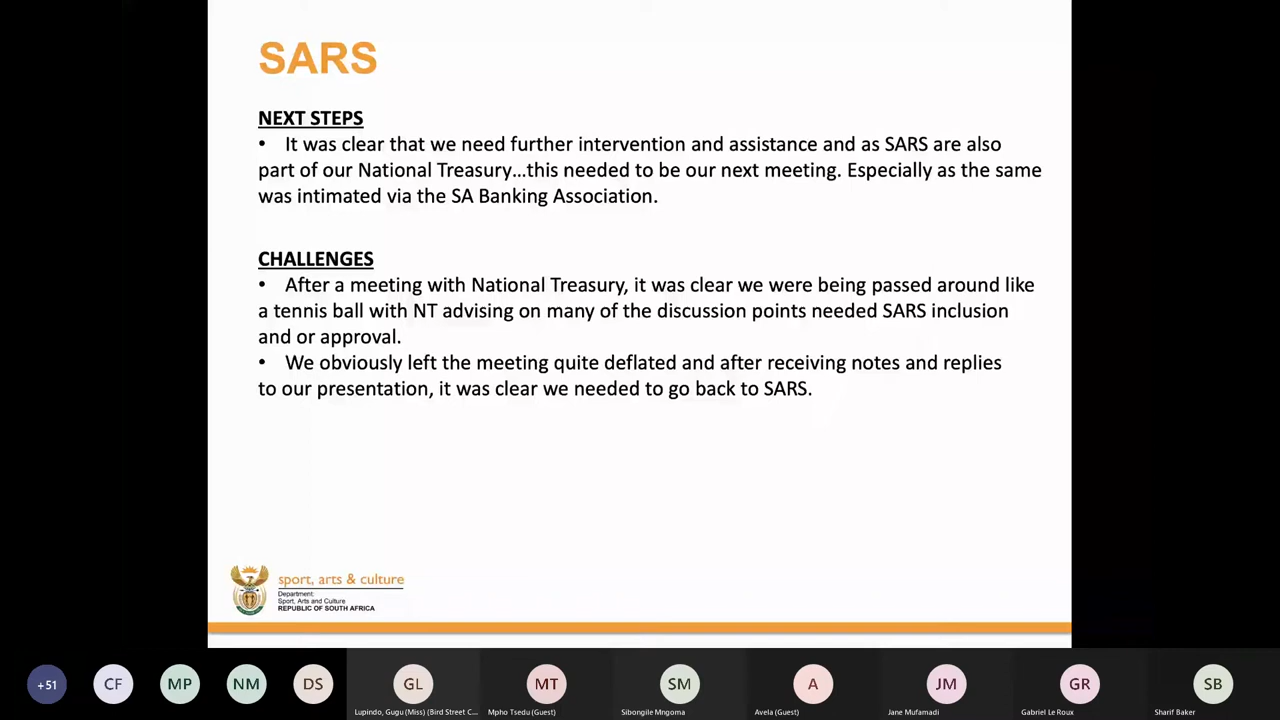 SARS
NEXT STEPS
• It was clear that we need further intervention and assistance and as SARS are also
part of our National Treasury...this needed to be our next meeting. Especially as the same
was intimated via the SA Banking Association.
CHALLENGES
• After a meeting with National Treasury, it was clear we were being passed around like
a tennis ball with NT advising on many of the discussion points needed SARS inclusion
and or approval.
• We obviously left the meeting quite deflated and after receiving notes and replies
to our presentation, it was clear we needed to go back to SARS.
sport, arts & culture
Department:
Sport, Arts and Culture
REPUBLIC OF SOUTH AFRICA
+51 CF MP NM DS GL MT SM A JM GR SB
Lupindo, Gugu (Miss) (Bird Street C... Mpho Tsedu (Guest) Sibongile Mngoma Avela (Guest) Jane Mufamadi Gabriel Le Roux Sharif Baker